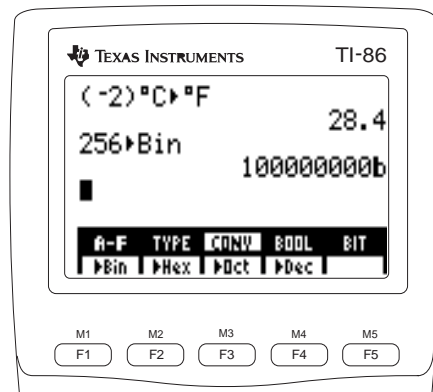 TEXAS INSTRUMENTS TI-86
(-2)°C▸°F
28.4
256▸Bin
100000000b
A-F TYPE CONV BOOL BIT
▸Bin ▸Hex ▸Oct ▸Dec
M1 M2 M3 M4 M5
F1 F2 F3 F4 F5